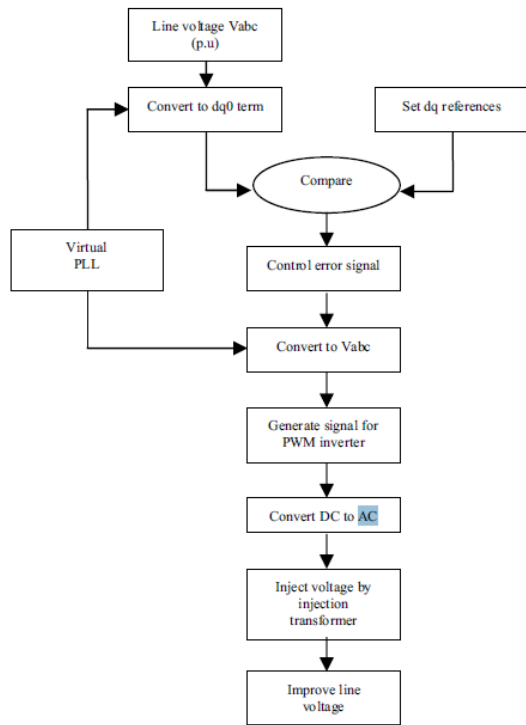 Line voltage Vabc
(p.u)
Convert to dq0 term
Set dq references
Compare
Virtual
PLL
Control error signal
Convert to Vabc
Generate signal for
PWM inverter
Convert DC to AC
Inject voltage by
injection
transformer
Improve line
voltage